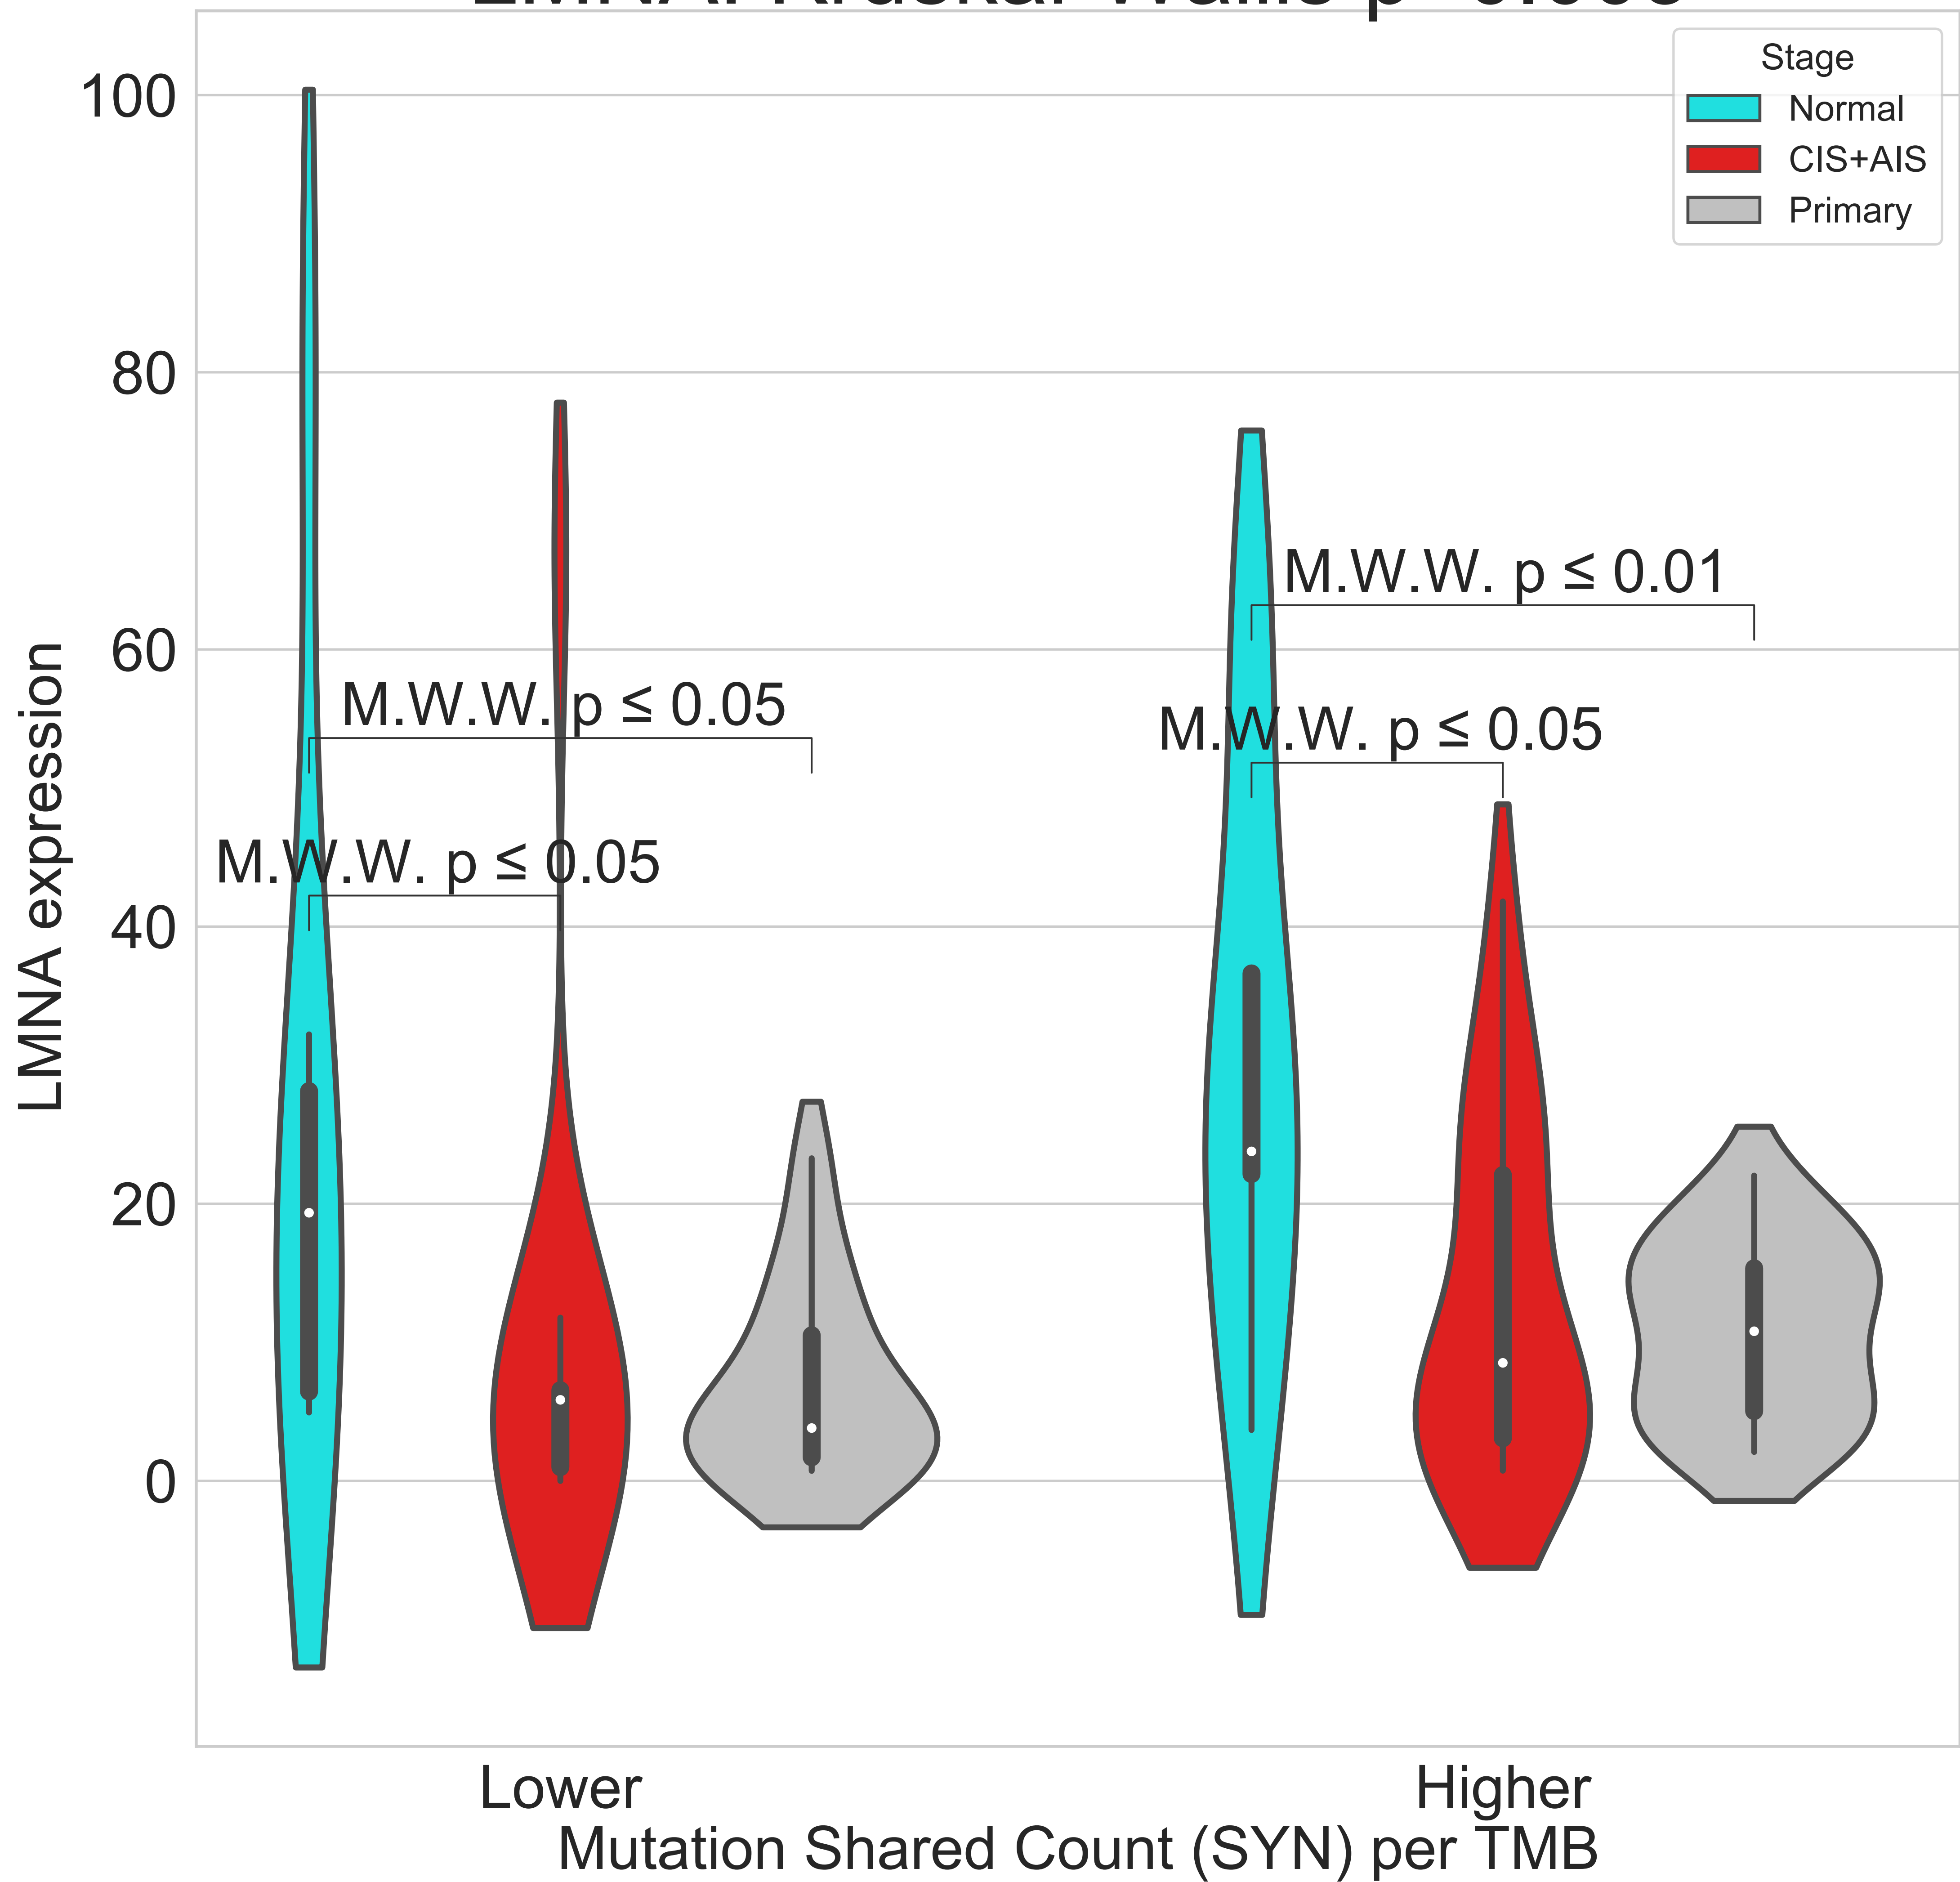 Stage
Normal
CIS+AIS
Primary
100
80
60
40
20
0
LMNA expression
M.W.W. p ≤ 0.01
M.W.W. p ≤ 0.05
M.W.W. p ≤ 0.05
M.W.W. p ≤ 0.05
Lower
Higher
Mutation Shared Count (SYN) per TMB